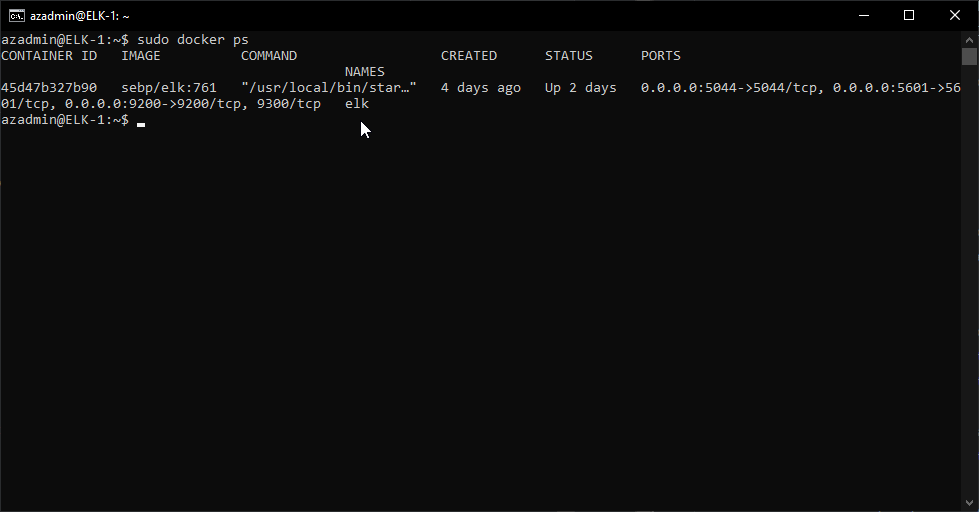 azadmin@ELK-1: ~
azadmin@ELK-1:~$ sudo docker ps
CONTAINER ID   IMAGE          COMMAND                  CREATED      STATUS      PORTS
                                           NAMES
45d47b327b90   sebp/elk:761   "/usr/local/bin/star…"   4 days ago   Up 2 days   0.0.0.0:5044->5044/tcp, 0.0.0.0:5601->56
01/tcp, 0.0.0.0:9200->9200/tcp, 9300/tcp   elk
azadmin@ELK-1:~$